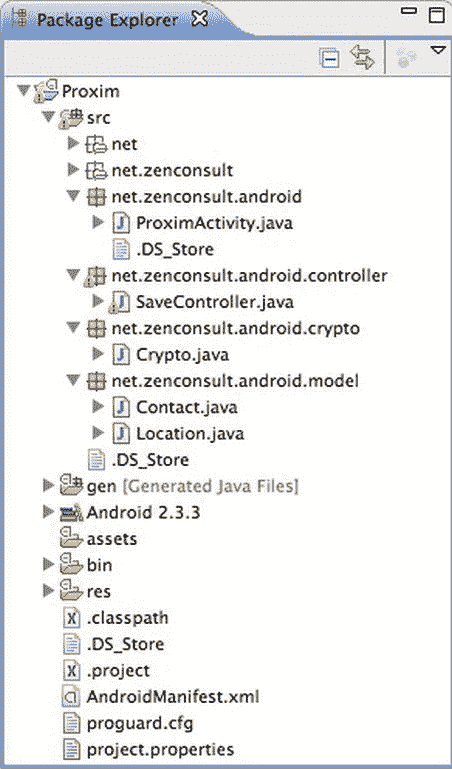 Package Explorer
Proxim
src
net
net.zenconsult
net.zenconsult.android
ProximActivity.java
.DS_Store
net.zenconsult.android.controller
SaveController.java
net.zenconsult.android.crypto
Crypto.java
net.zenconsult.android.model
Contact.java
Location.java
.DS_Store
gen [Generated Java Files]
Android 2.3.3
assets
bin
res
.classpath
.DS_Store
.project
AndroidManifest.xml
proguard.cfg
project.properties